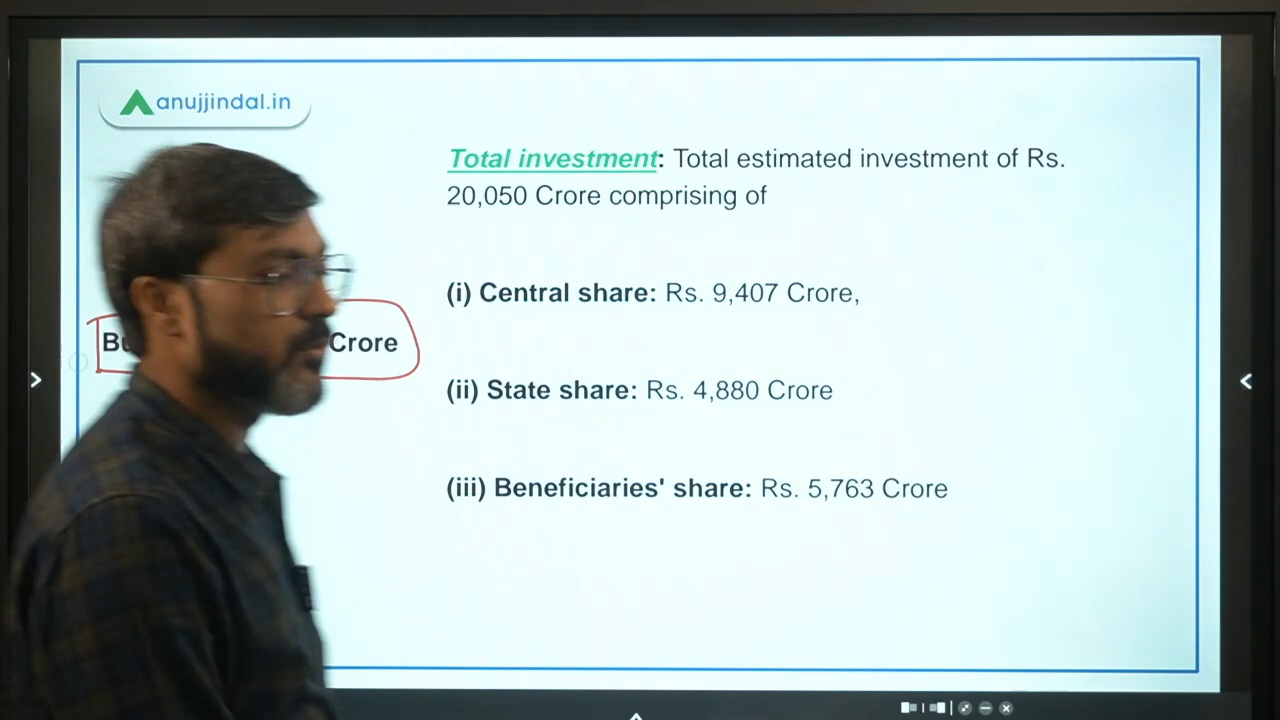 anujjindal.in
Total investment: Total estimated investment of Rs.
20,050 Crore comprising of
(i) Central share: Rs. 9,407 Crore,
Crore
(ii) State share: Rs. 4,880 Crore
(iii) Beneficiaries' share: Rs. 5,763 Crore